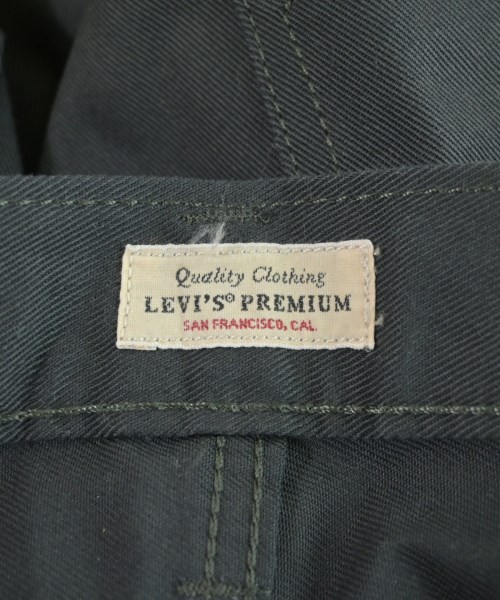 Quality Clothing
LEVI'S® PREMIUM
SAN FRANCISCO, CAL.